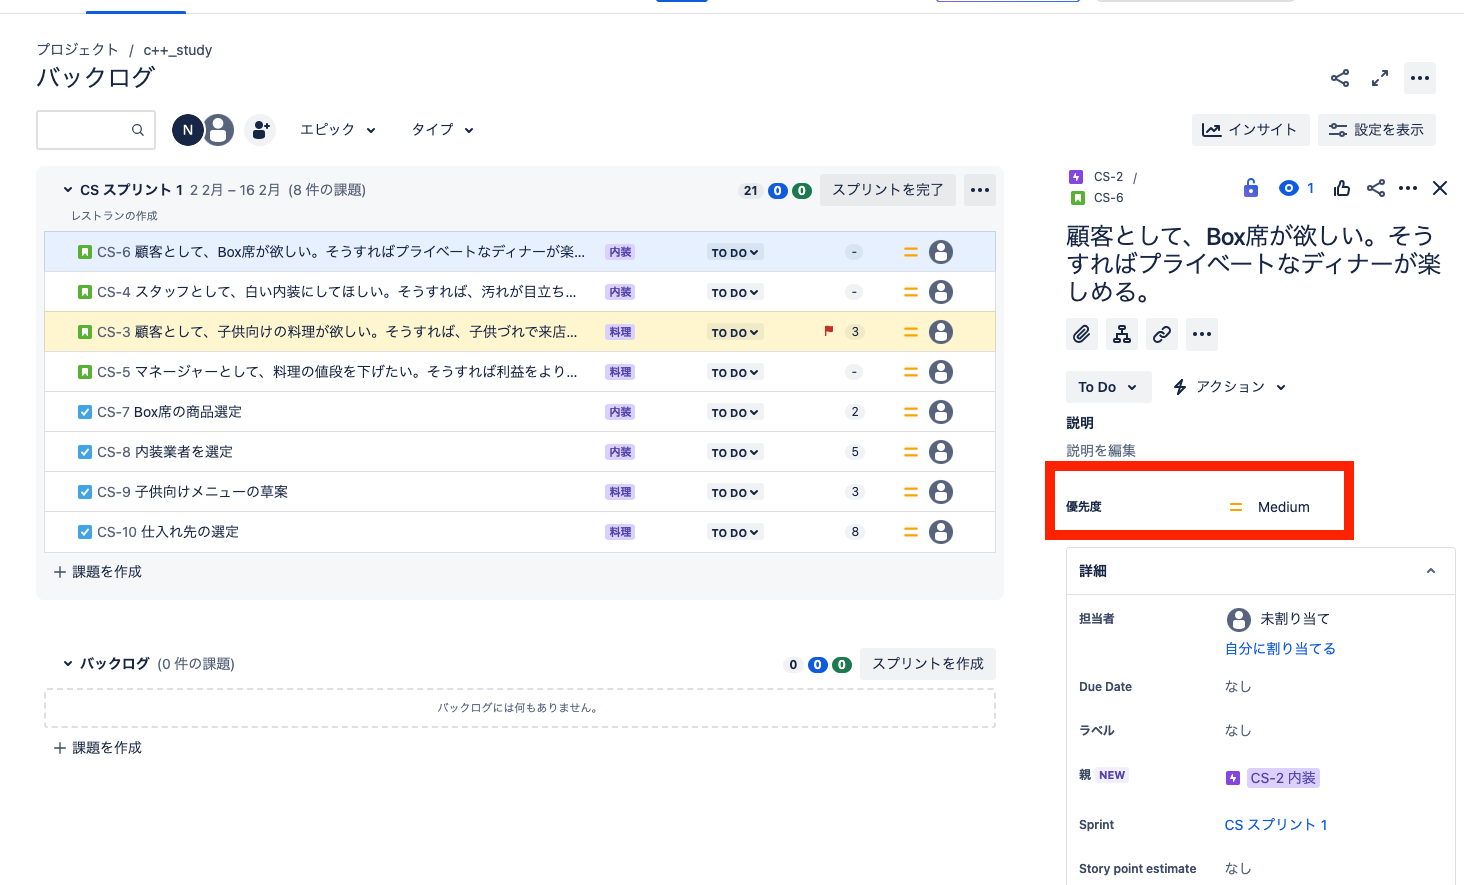 プロジェクト / c++_study
バックログ
N
エピック
タイプ
インサイト
設定を表示
CS スプリント 1 2 2月 – 16 2月 (8 件の課題)
21 0 0 スプリントを完了
レストランの作成
CS-6 顧客として、Box席が欲しい。そうすればプライベートなディナーが楽... 内装 TO DO -
CS-4 スタッフとして、白い内装にしてほしい。そうすれば、汚れが目立ち... 内装 TO DO -
CS-3 顧客として、子供向けの料理が欲しい。そうすれば、子供づれで来店... 料理 TO DO 3
CS-5 マネージャーとして、料理の値段を下げたい。そうすれば利益をより... 料理 TO DO -
CS-7 Box席の商品選定 内装 TO DO 2
CS-8 内装業者を選定 内装 TO DO 5
CS-9 子供向けメニューの草案 料理 TO DO 3
CS-10 仕入れ先の選定 料理 TO DO 8
課題を作成
バックログ (0 件の課題)
0 0 0 スプリントを作成
バックログには何もありません。
課題を作成
CS-2 /
CS-6
1
顧客として、Box席が欲しい。そう
すればプライベートなディナーが楽
しめる。
To Do
アクション
説明
説明を編集
優先度 Medium
詳細
担当者 未割り当て
自分に割り当てる
Due Date なし
ラベル なし
親 NEW CS-2 内装
Sprint CS スプリント 1
Story point estimate なし